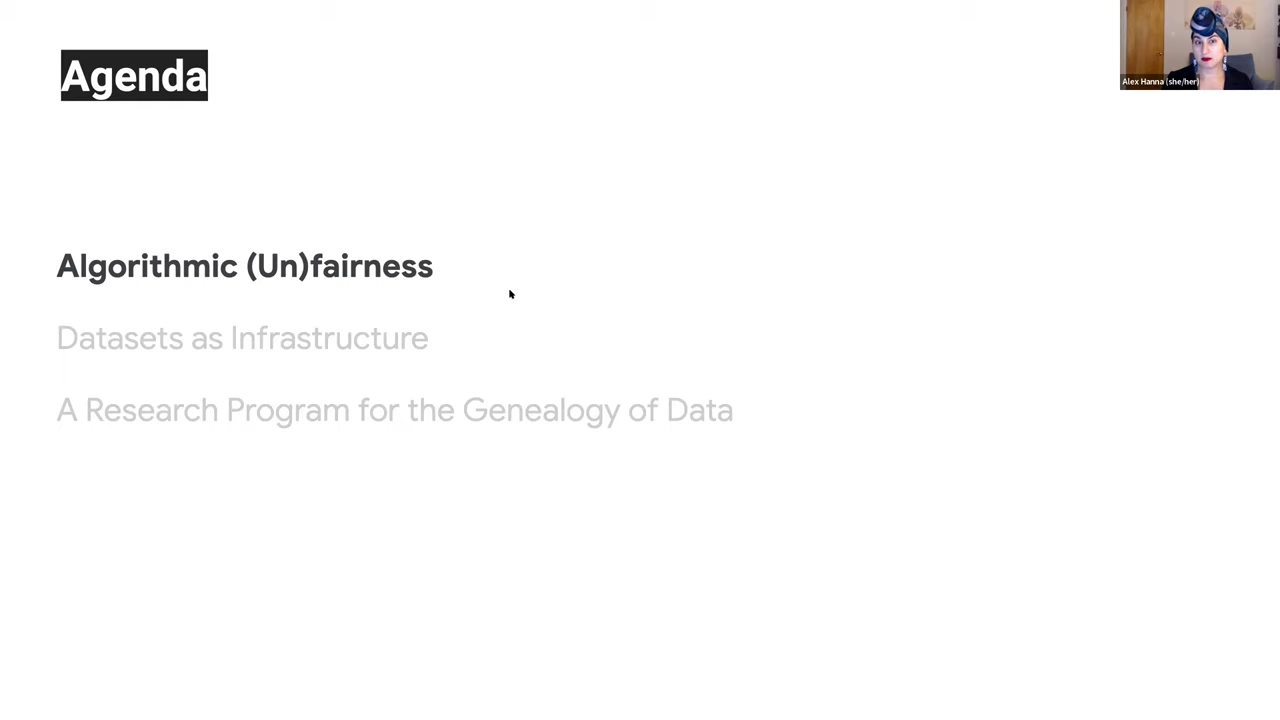 Agenda
Alex Hanna (she/her)
Algorithmic (Un)fairness
Datasets as Infrastructure
A Research Program for the Genealogy of Data